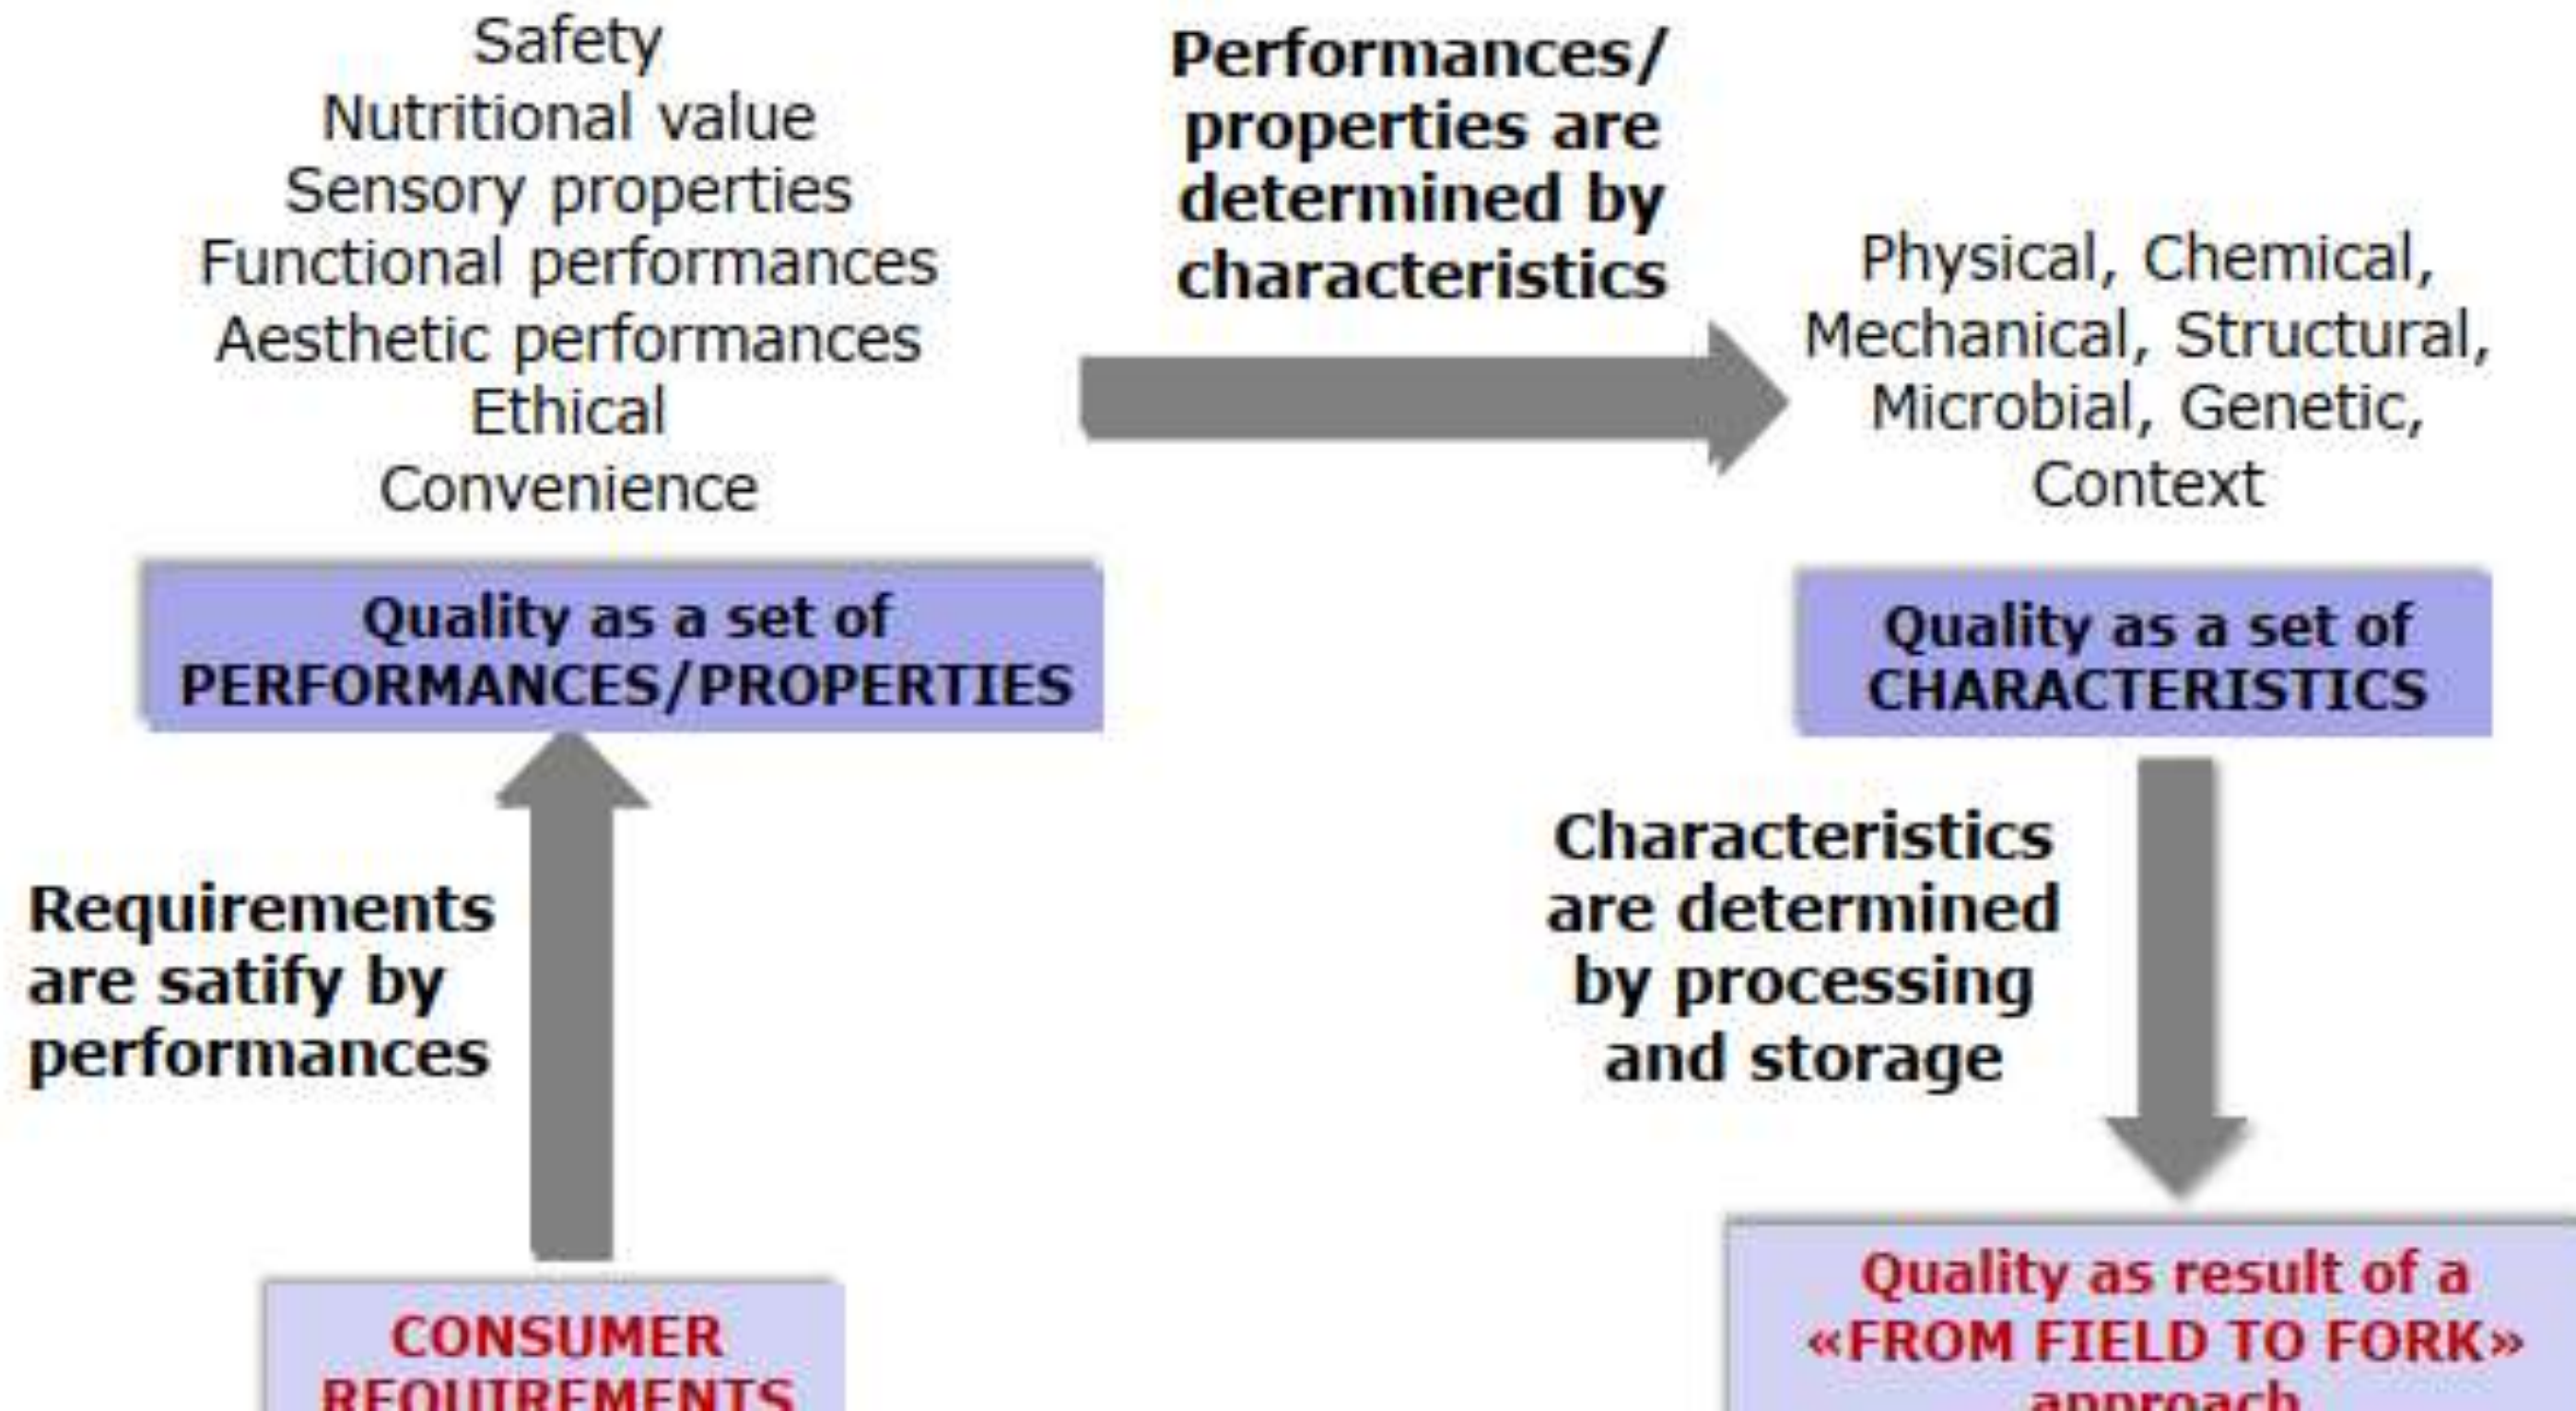 Safety
Nutritional value
Sensory properties
Functional performances
Aesthetic performances
Ethical
Convenience
Performances/
properties are
determined by
characteristics
Physical, Chemical,
Mechanical, Structural,
Microbial, Genetic,
Context
Quality as a set of
PERFORMANCES/PROPERTIES
Quality as a set of
CHARACTERISTICS
Requirements
are satify by
performances
Characteristics
are determined
by processing
and storage
CONSUMER
REQUIREMENTS
Quality as result of a
«FROM FIELD TO FORK»
approach